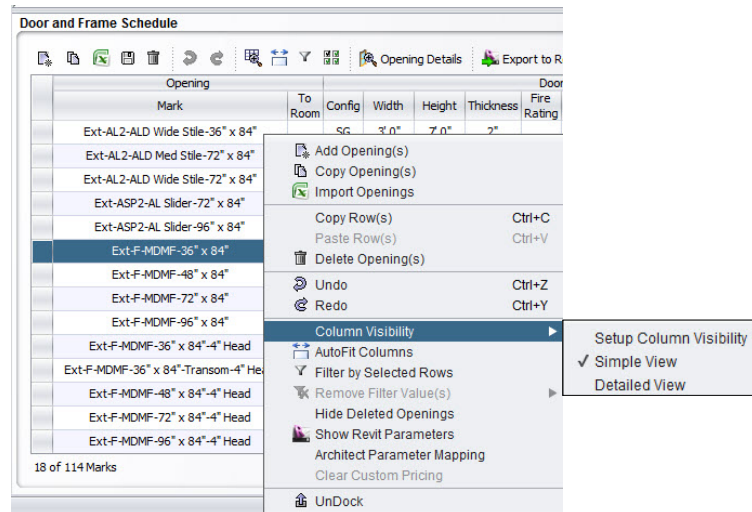 Door and Frame Schedule
Opening Details Export to R
Opening Door
Mark To Room Config Width Height Thickness Fire Rating
Ext-AL2-ALD Wide Stile-36" x 84" SG 3' 0" 7' 0" 2"
Ext-AL2-ALD Med Stile-72" x 84"
Ext-AL2-ALD Wide Stile-72" x 84"
Ext-ASP2-AL Slider-72" x 84"
Ext-ASP2-AL Slider-96" x 84"
Ext-F-MDMF-36" x 84"
Ext-F-MDMF-48" x 84"
Ext-F-MDMF-72" x 84"
Ext-F-MDMF-96" x 84"
Ext-F-MDMF-36" x 84"-4" Head
Ext-F-MDMF-36" x 84"-Transom-4" Hea
Ext-F-MDMF-48" x 84"-4" Head
Ext-F-MDMF-72" x 84"-4" Head
Ext-F-MDMF-96" x 84"-4" Head
18 of 114 Marks
Add Opening(s)
Copy Opening(s)
Import Openings
Copy Row(s) Ctrl+C
Paste Row(s) Ctrl+V
Delete Opening(s)
Undo Ctrl+Z
Redo Ctrl+Y
Column Visibility
AutoFit Columns
Filter by Selected Rows
Remove Filter Value(s)
Hide Deleted Openings
Show Revit Parameters
Architect Parameter Mapping
Clear Custom Pricing
UnDock
Setup Column Visibility
Simple View
Detailed View